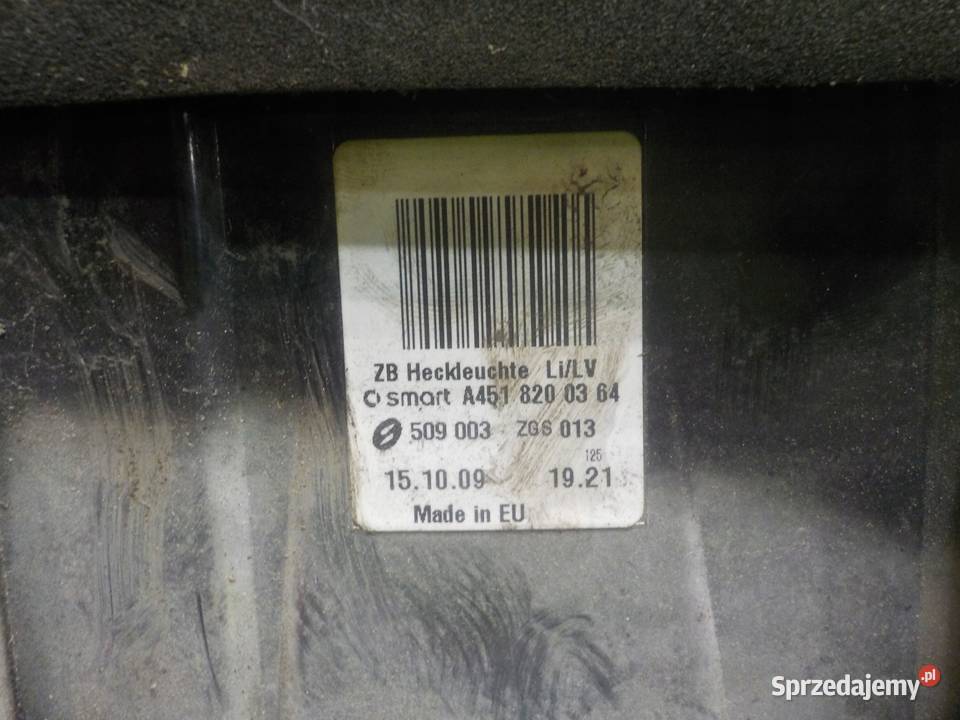 ZB Heckleuchte Li/LV
smart A451 820 03 64
509 003 ZGS 013
125
15.10.09 19.21
Made in EU
Sprzedajemy.pl